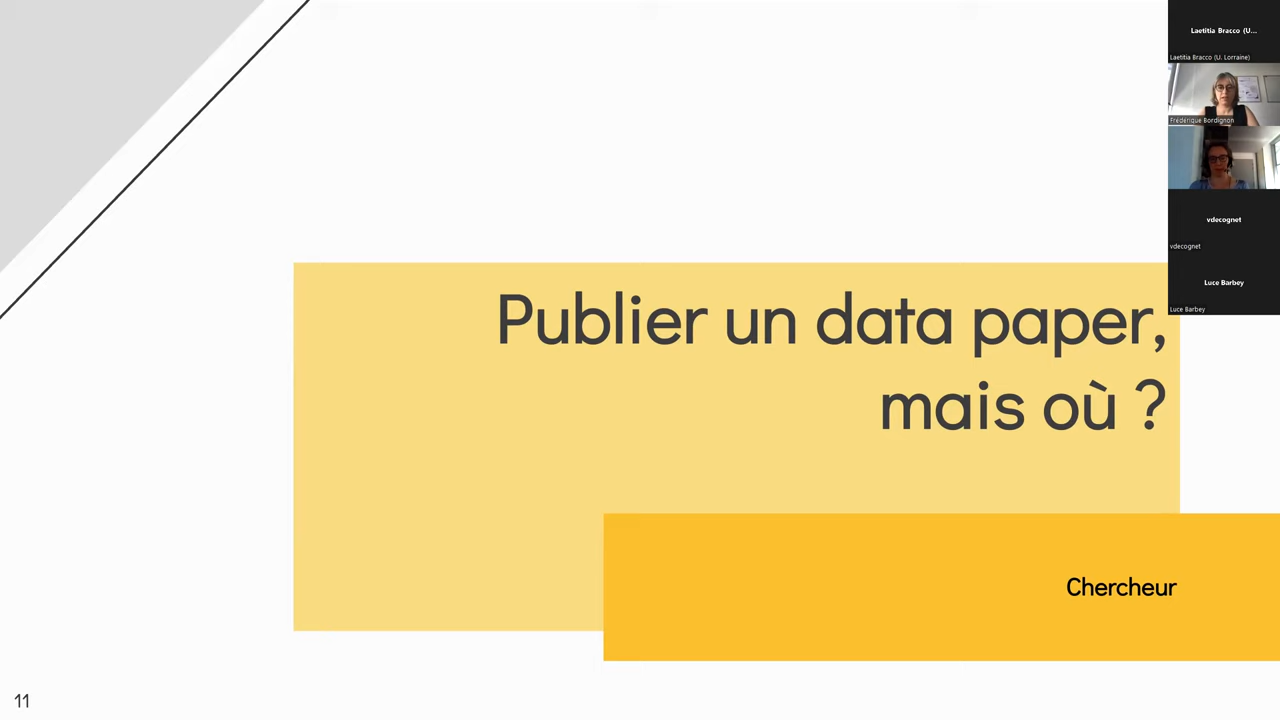 Laetitia Bracco (U...
Laetitia Bracco (U. Lorraine)
Frédérique Bordignon
vdecognet
vdecognet
Luce Barbey
Luce Barbey
Publier un data paper,
mais où ?
Chercheur
11